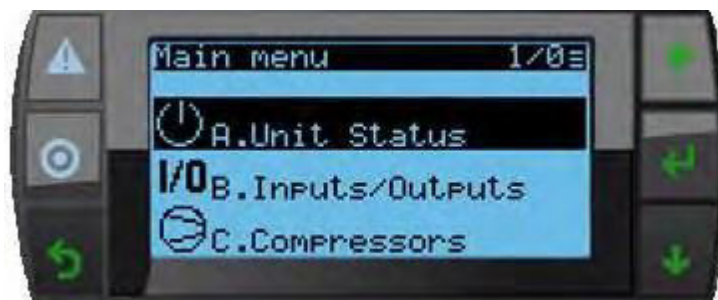 Main menu 1/0≡
A.Unit Status
I/O B.Inputs/Outputs
C.Compressors